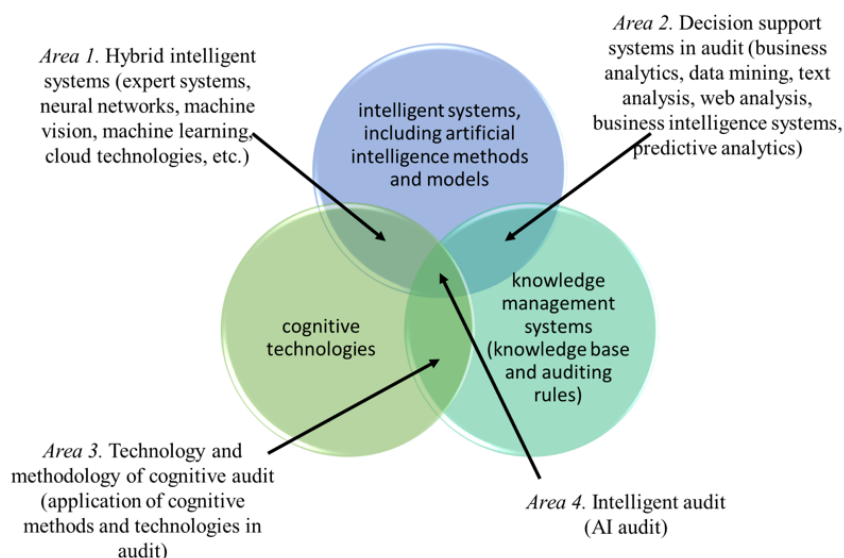 Area 1. Hybrid intelligent
systems (expert systems,
neural networks, machine
vision, machine learning,
cloud technologies, etc.)
Area 2. Decision support
systems in audit (business
analytics, data mining, text
analysis, web analysis,
business intelligence systems,
predictive analytics)
intelligent systems,
including artificial
intelligence methods
and models
cognitive
technologies
knowledge
management
systems
(knowledge base
and auditing
rules)
Area 3. Technology and
methodology of cognitive audit
(application of cognitive
methods and technologies in
audit)
Area 4. Intelligent audit
(AI audit)